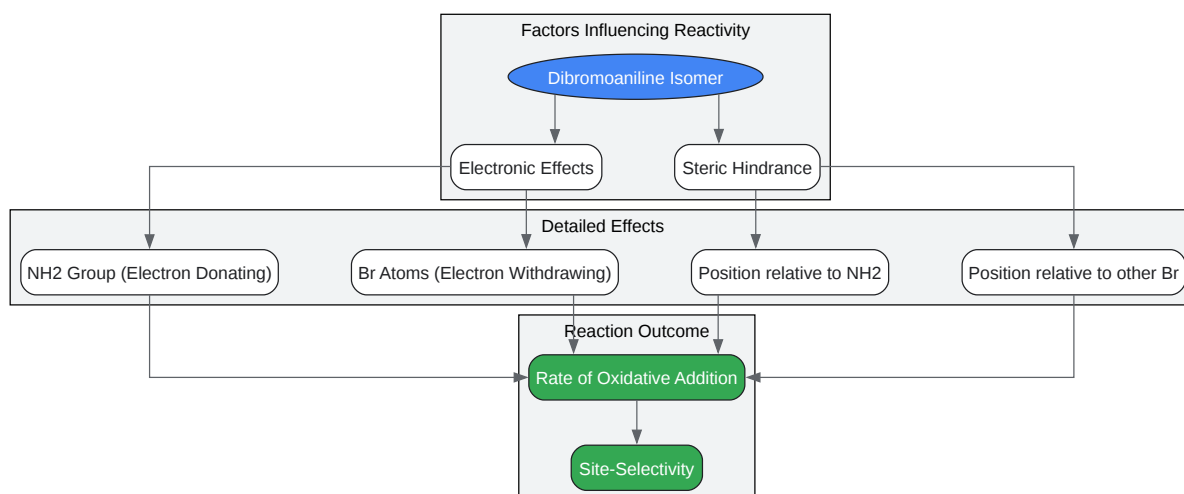 Factors Influencing Reactivity
Dibromoaniline Isomer
Electronic Effects
Steric Hindrance
Detailed Effects
NH2 Group (Electron Donating)
Br Atoms (Electron Withdrawing)
Position relative to NH2
Position relative to other Br
Reaction Outcome
Rate of Oxidative Addition
Site-Selectivity